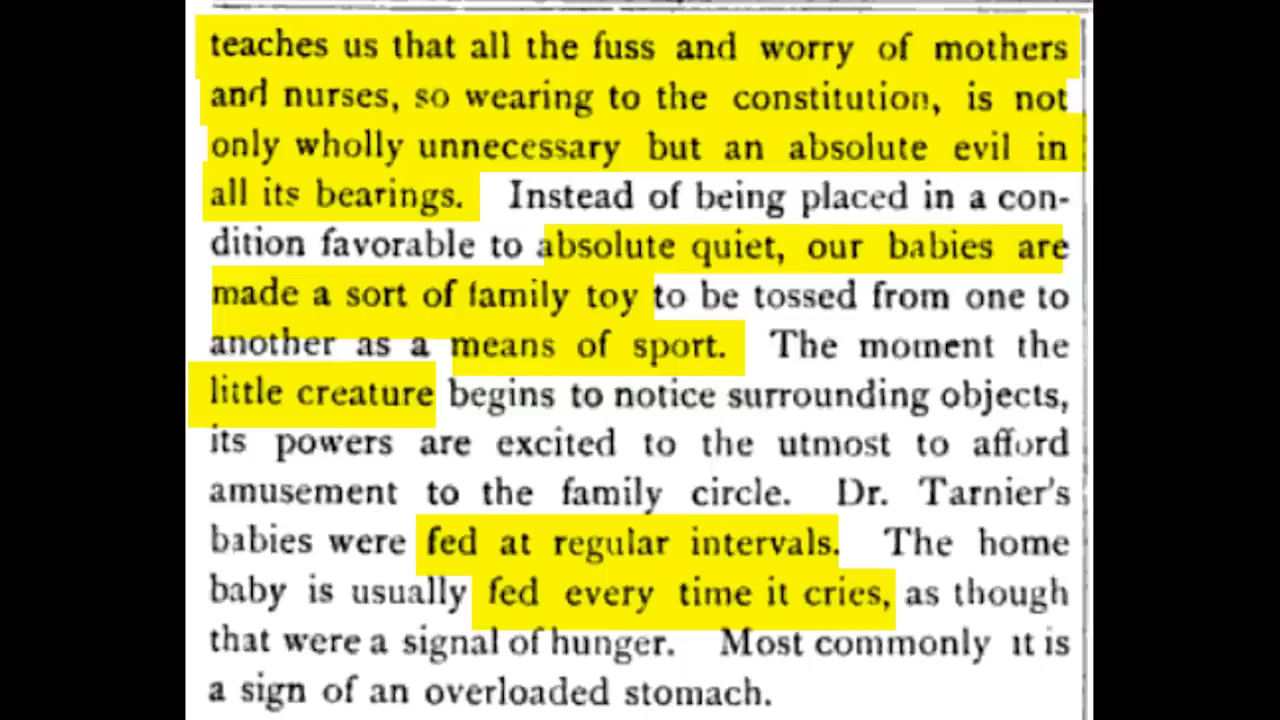 teaches us that all the fuss and worry of mothers
and nurses, so wearing to the constitution, is not
only wholly unnecessary but an absolute evil in
all its bearings. Instead of being placed in a con-
dition favorable to absolute quiet, our babies are
made a sort of family toy to be tossed from one to
another as a means of sport. The moment the
little creature begins to notice surrounding objects,
its powers are excited to the utmost to afford
amusement to the family circle. Dr. Tarnier's
babies were fed at regular intervals. The home
baby is usually fed every time it cries, as though
that were a signal of hunger. Most commonly it is
a sign of an overloaded stomach.